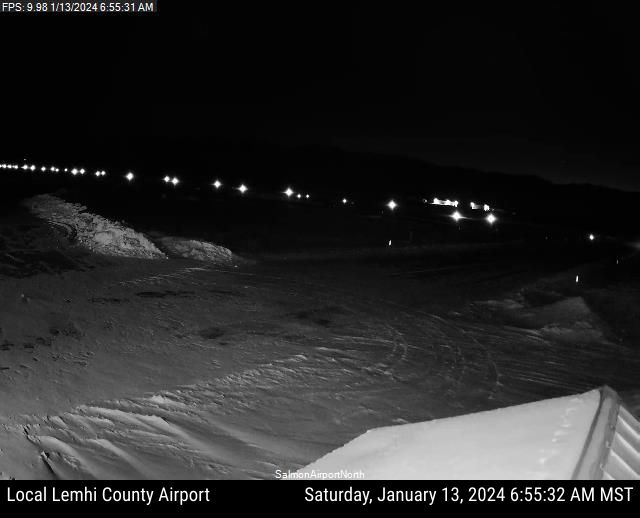 FPS: 9.98 1/13/2024 6:55:31 AM
SalmonAirportNorth
Local Lemhi County Airport Saturday, January 13, 2024 6:55:32 AM MST